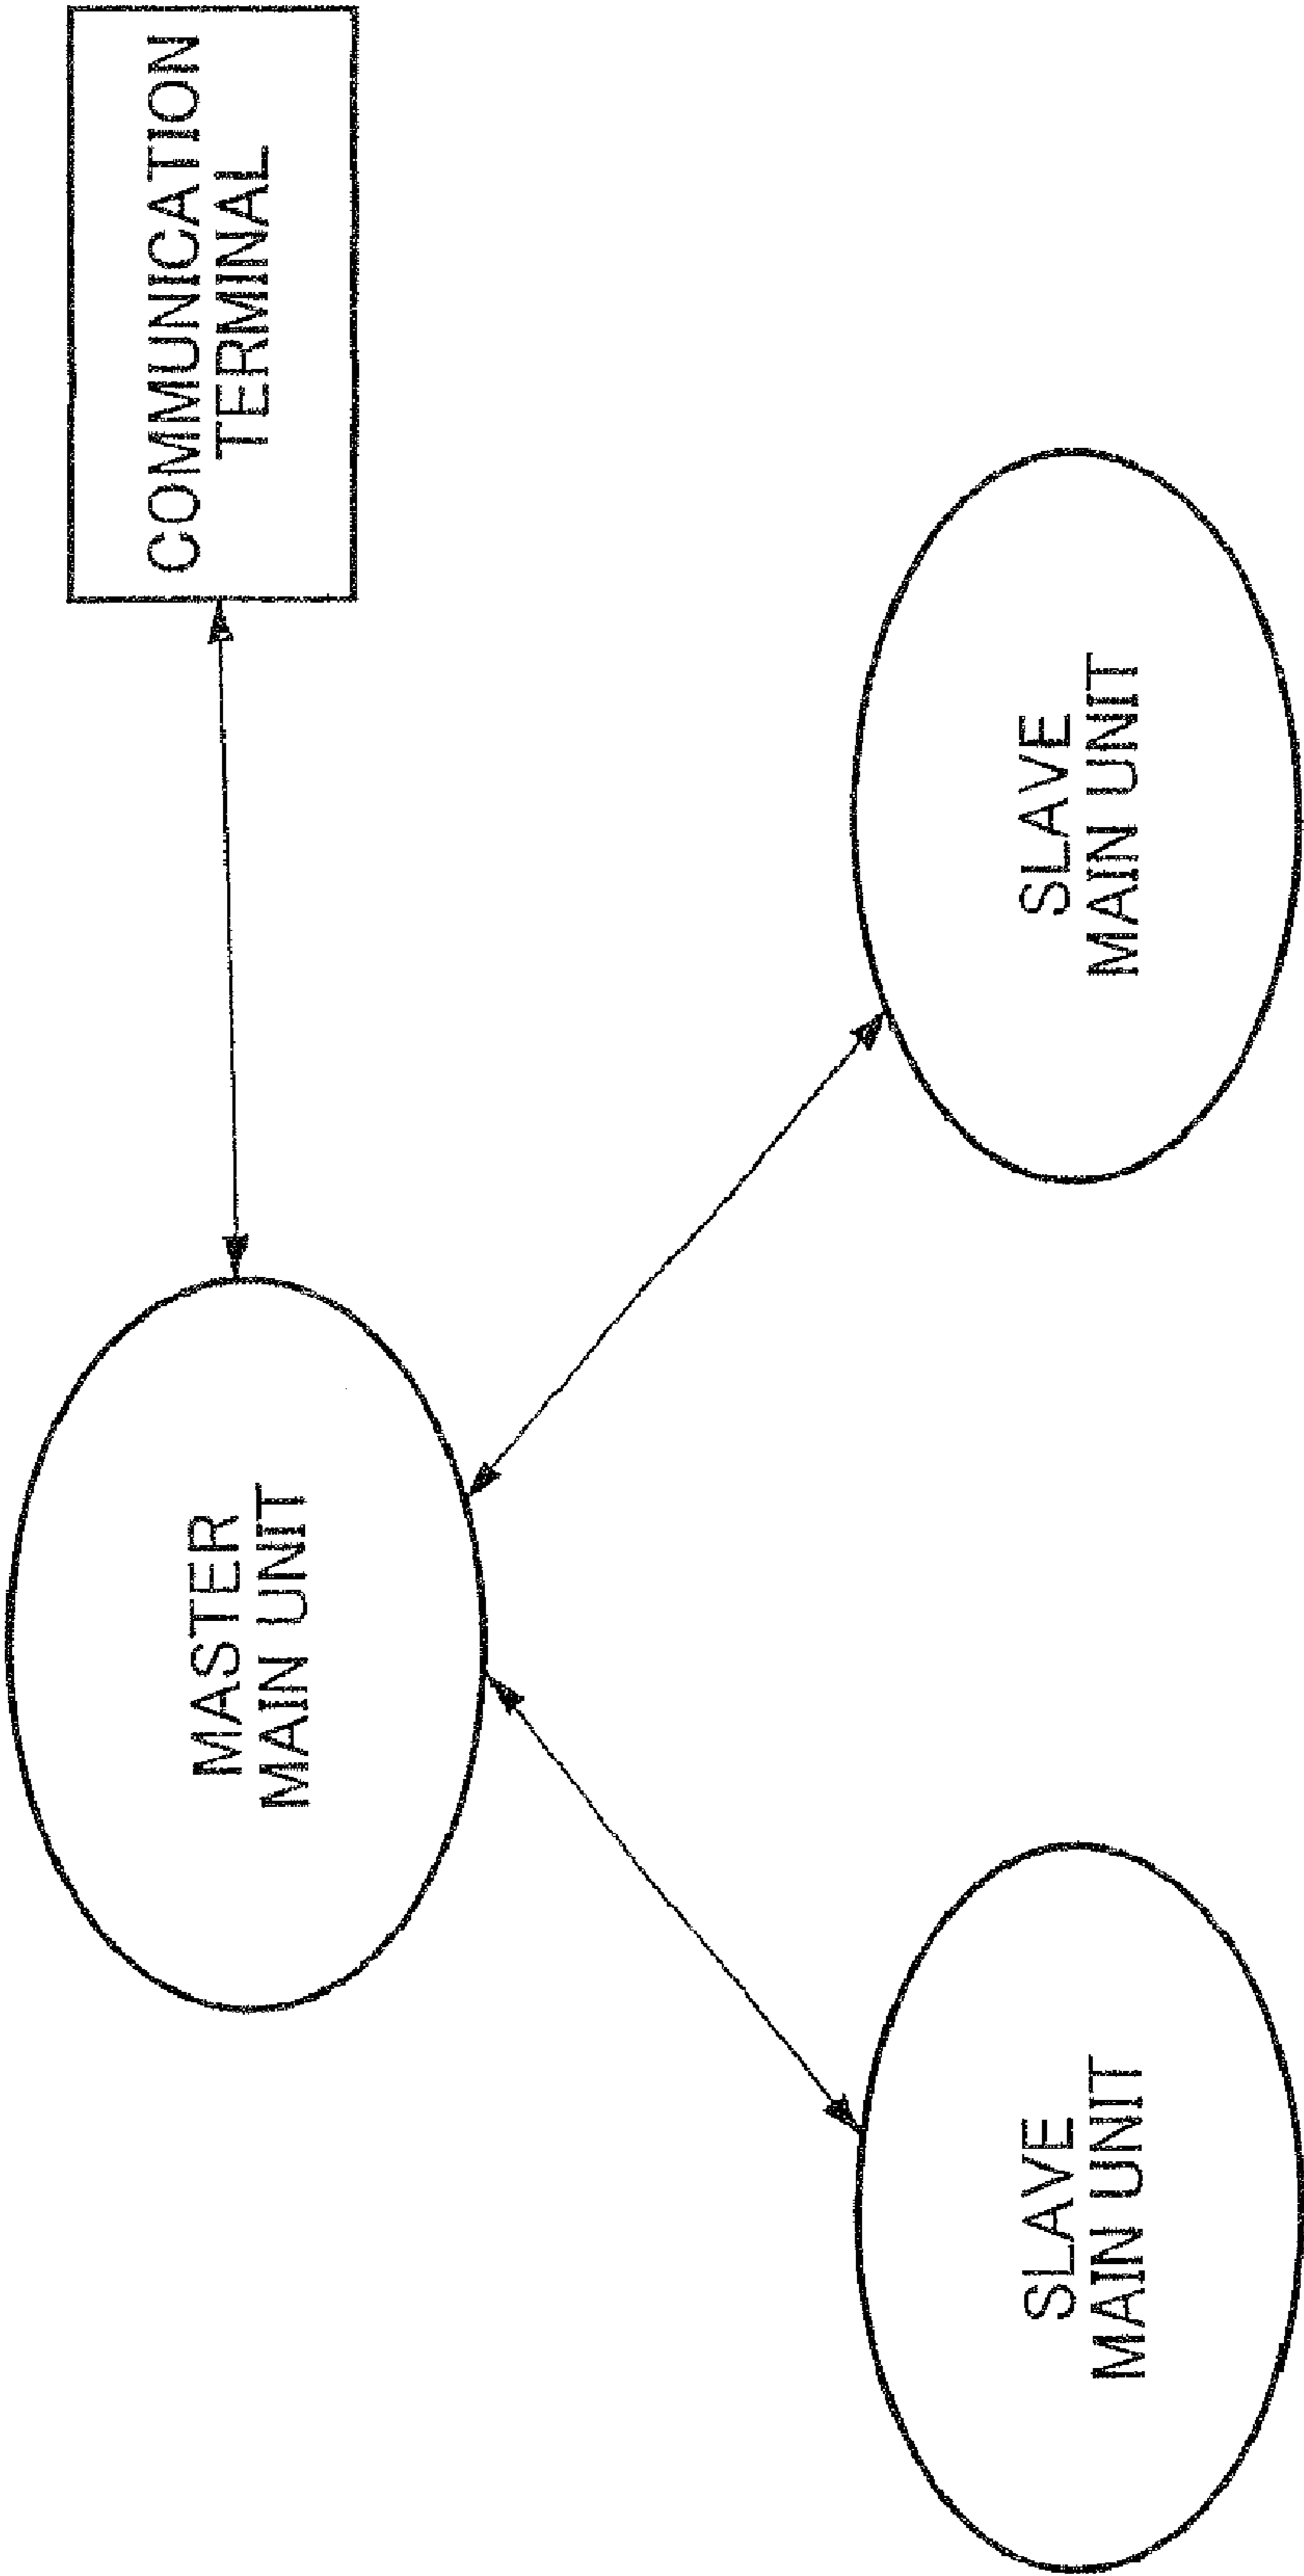 MASTER
MAIN UNIT
COMMUNICATION
TERMINAL
SLAVE
MAIN UNIT
SLAVE
MAIN UNIT